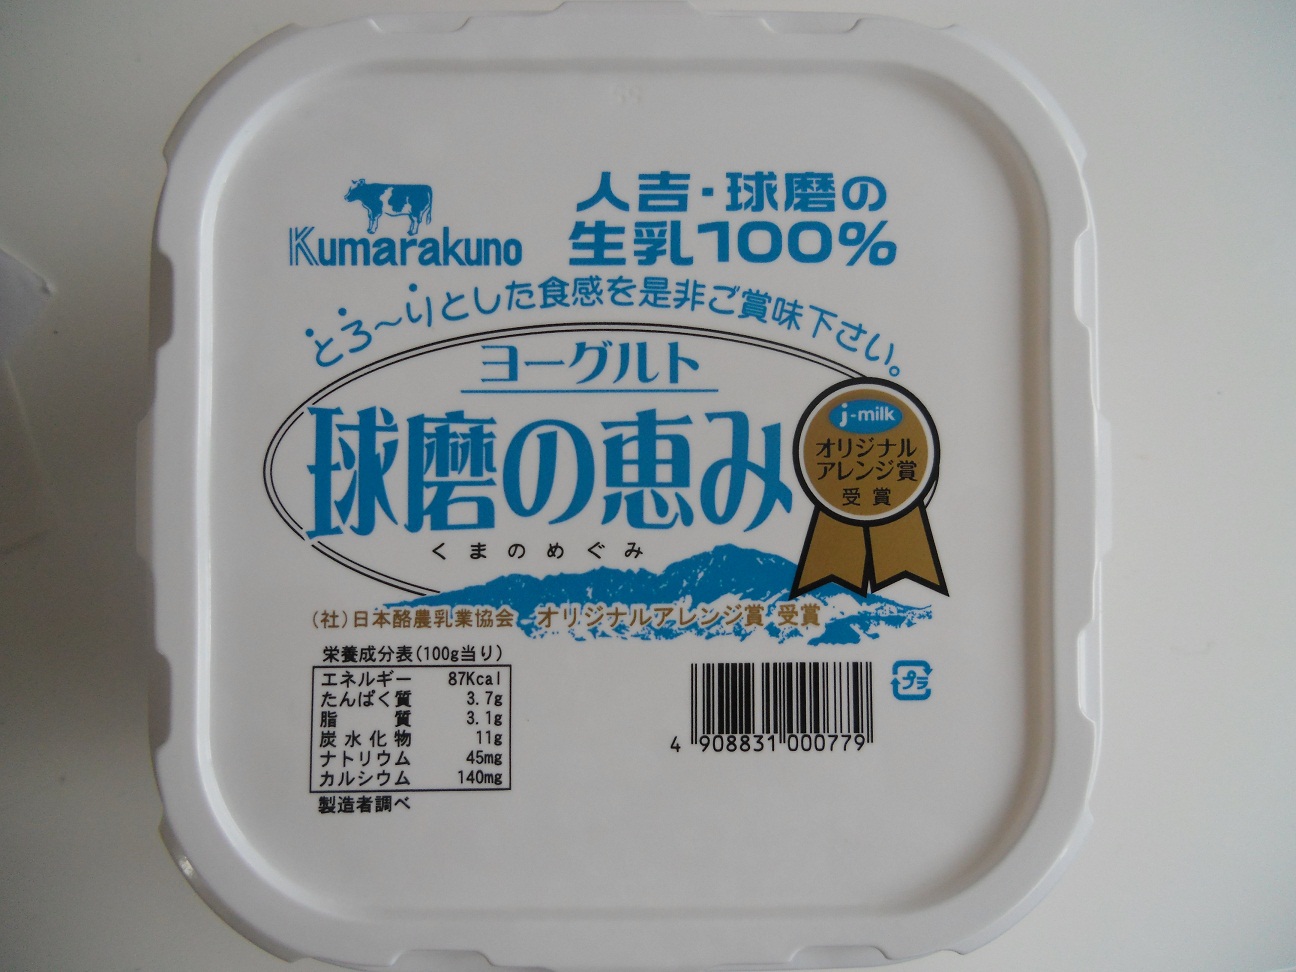 Kumarakuno
人吉・球磨の
生乳100%
とろ～りとした食感を是非ご賞味下さい。
ヨーグルト
球磨の恵み
くまのめぐみ
j-milk
オリジナル
アレンジ賞
受賞
(社)日本酪農乳業協会 オリジナルアレンジ賞 受賞
栄養成分表(100g当り)
エネルギー 87Kcal
たんぱく質 3.7g
脂 質 3.1g
炭水化物 11g
ナトリウム 45mg
カルシウム 140mg
製造者調べ
4 908831 000779
プラ